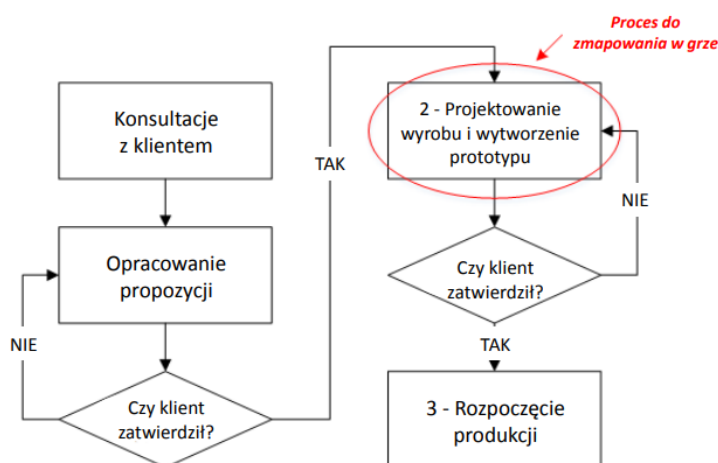 Proces do
zmapowania w grze
Konsultacje
z klientem
Opracowanie
propozycji
NIE
Czy klient
zatwierdził?
TAK
2 - Projektowanie
wyrobu i wytworzenie
prototypu
NIE
Czy klient
zatwierdził?
TAK
3 - Rozpoczęcie
produkcji